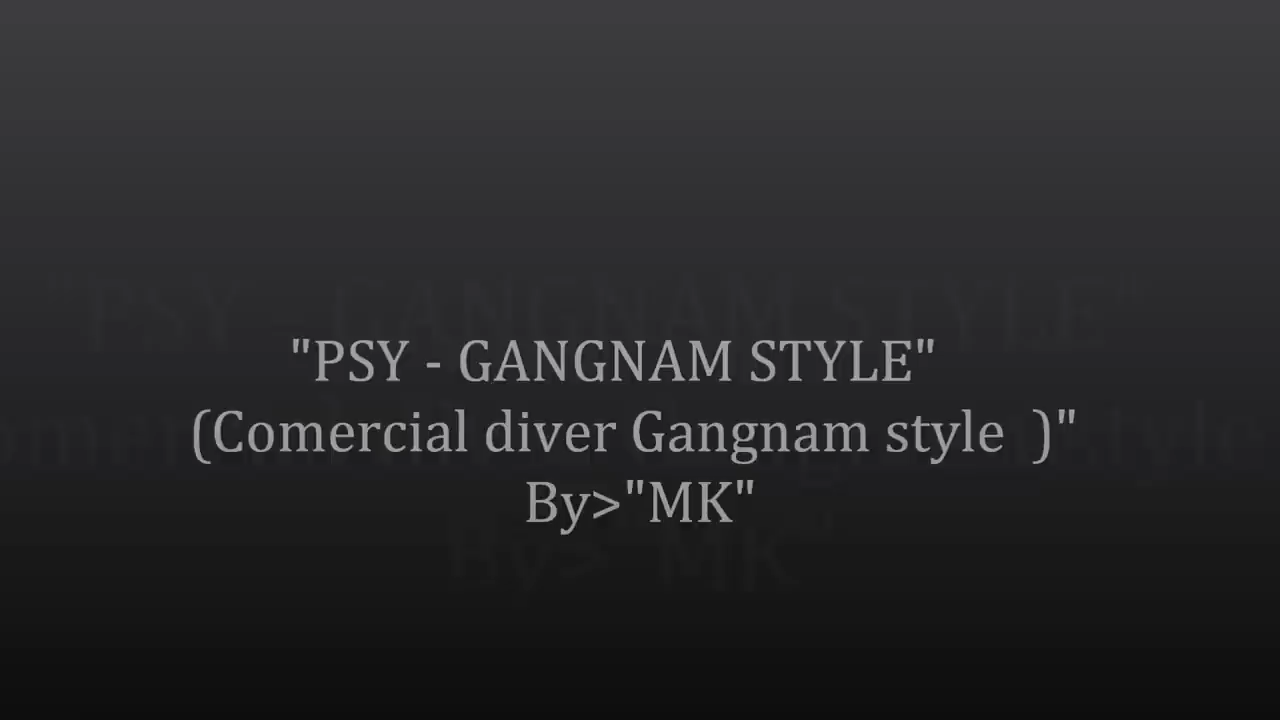 "PSY - GANGNAM STYLE"
(Comercial diver Gangnam style  )"
By>"MK"